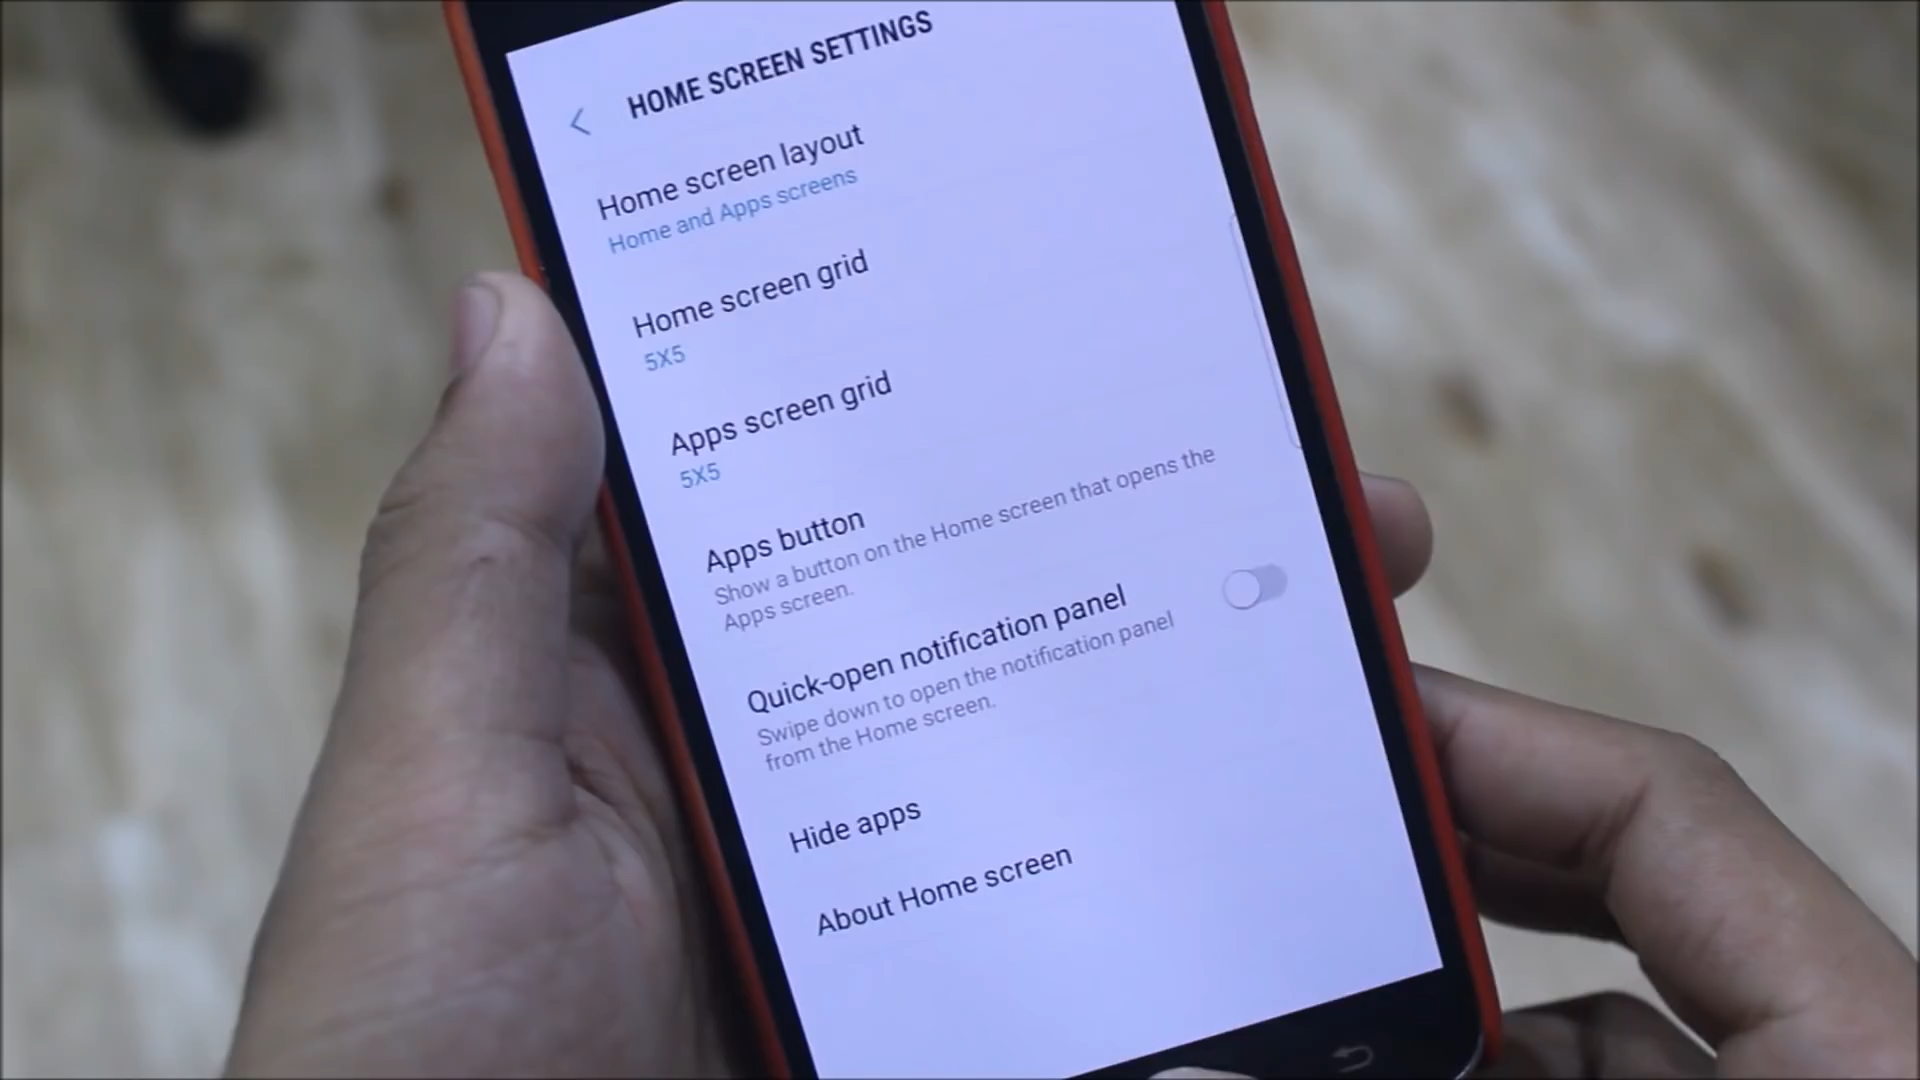 HOME SCREEN SETTINGS
Home screen layout
Home and Apps screens
Home screen grid
5X5
Apps screen grid
5X5
Apps button
Show a button on the Home screen that opens the
Apps screen.
Quick-open notification panel
Swipe down to open the notification panel
from the Home screen.
Hide apps
About Home screen